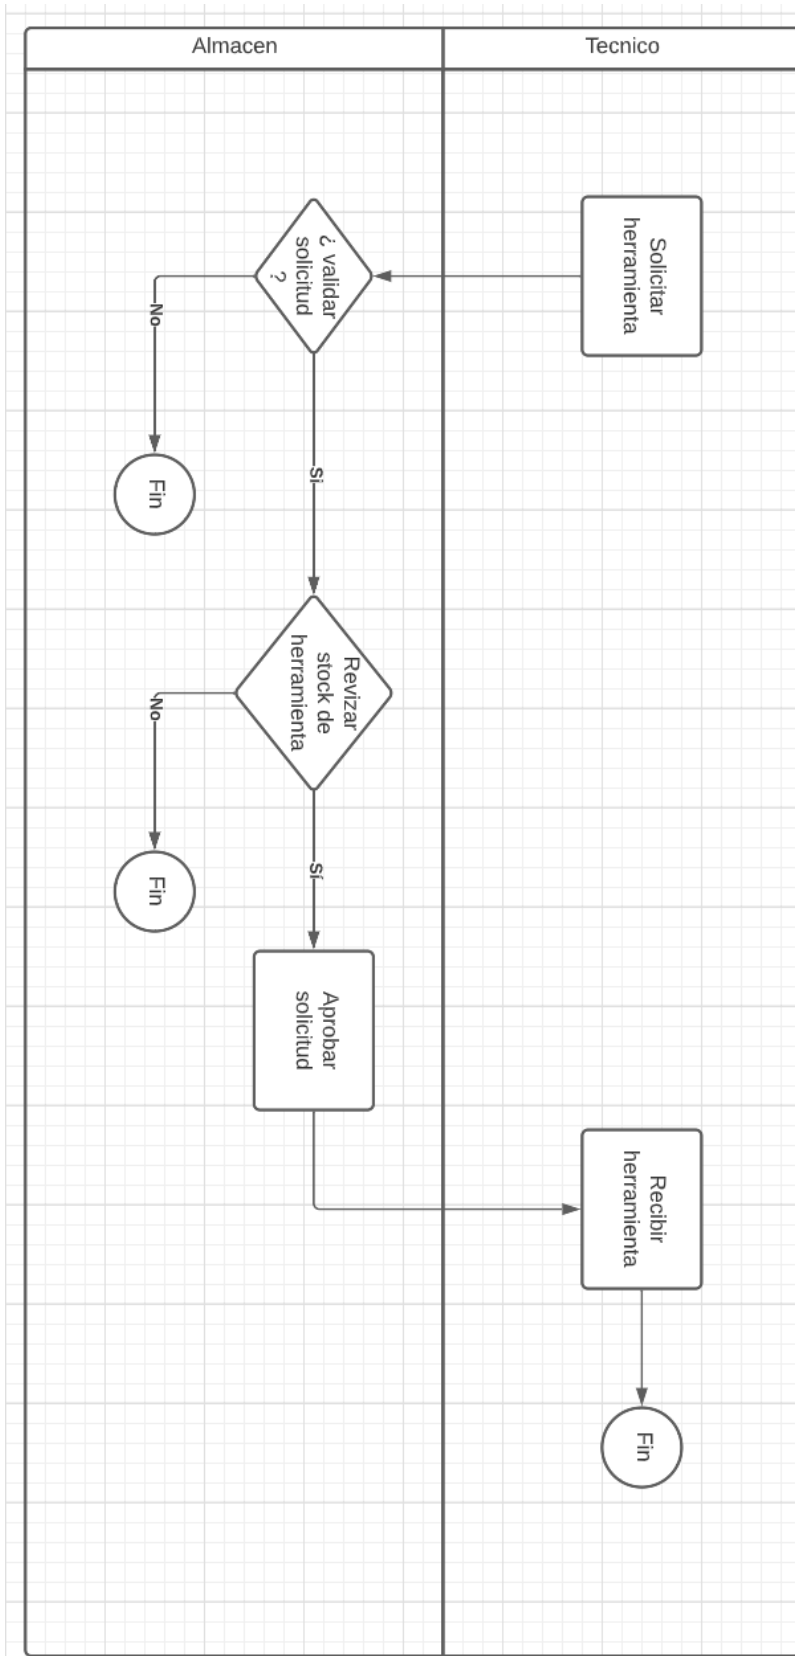 Almacen
Tecnico
Solicitar
herramienta
¿ validar
solicitud
?
No
Si
Fin
Revizar
stock de
herramienta
No
Sí
Fin
Aprobar
solicitud
Recibir
herramienta
Fin